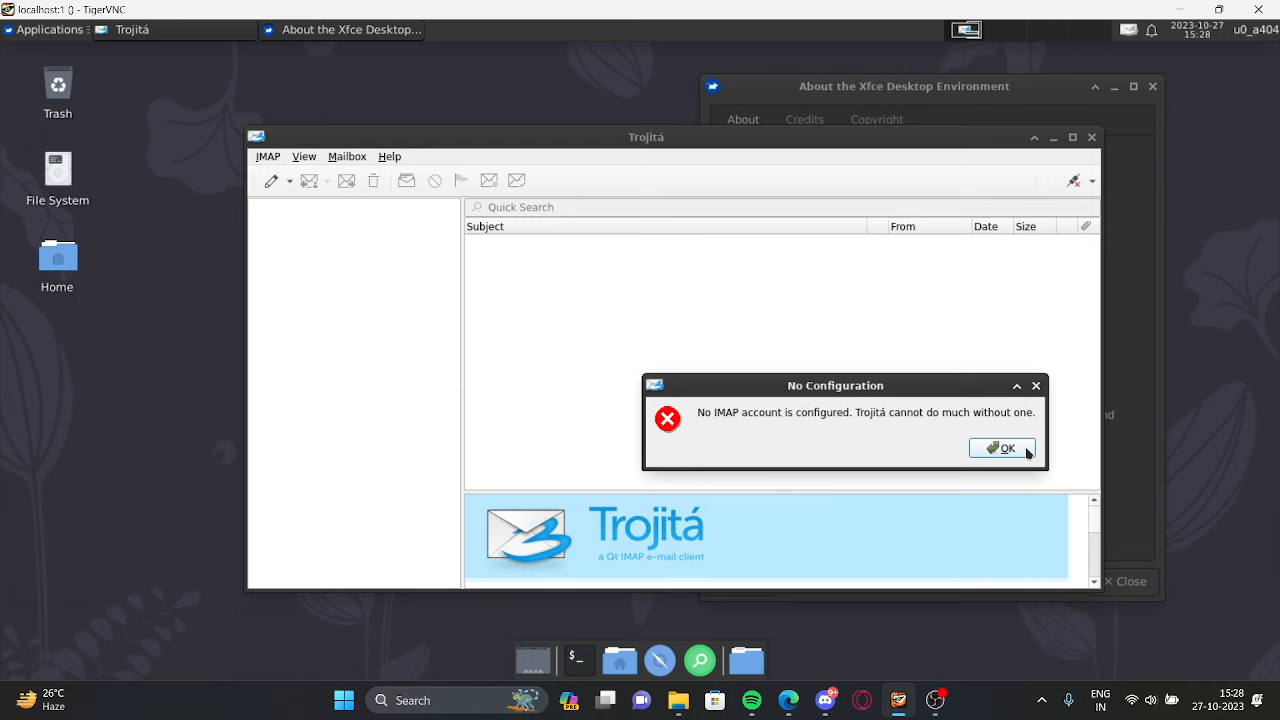 localhost:1 () - TigerVNC
Applications
Trojitá
About the Xfce Desktop...
2023-10-27
15:28
u0_a404
Trash
File System
Home
About the Xfce Desktop Environment
About Credits Copyright
Trojitá
IMAP View Mailbox Help
Quick Search
Subject From Date Size
No Configuration
No IMAP account is configured. Trojitá cannot do much without one.
OK
nd
Trojitá
a Qt IMAP e-mail client
Close
26°C
Haze
Search
ENG
IN
15:28
27-10-2023